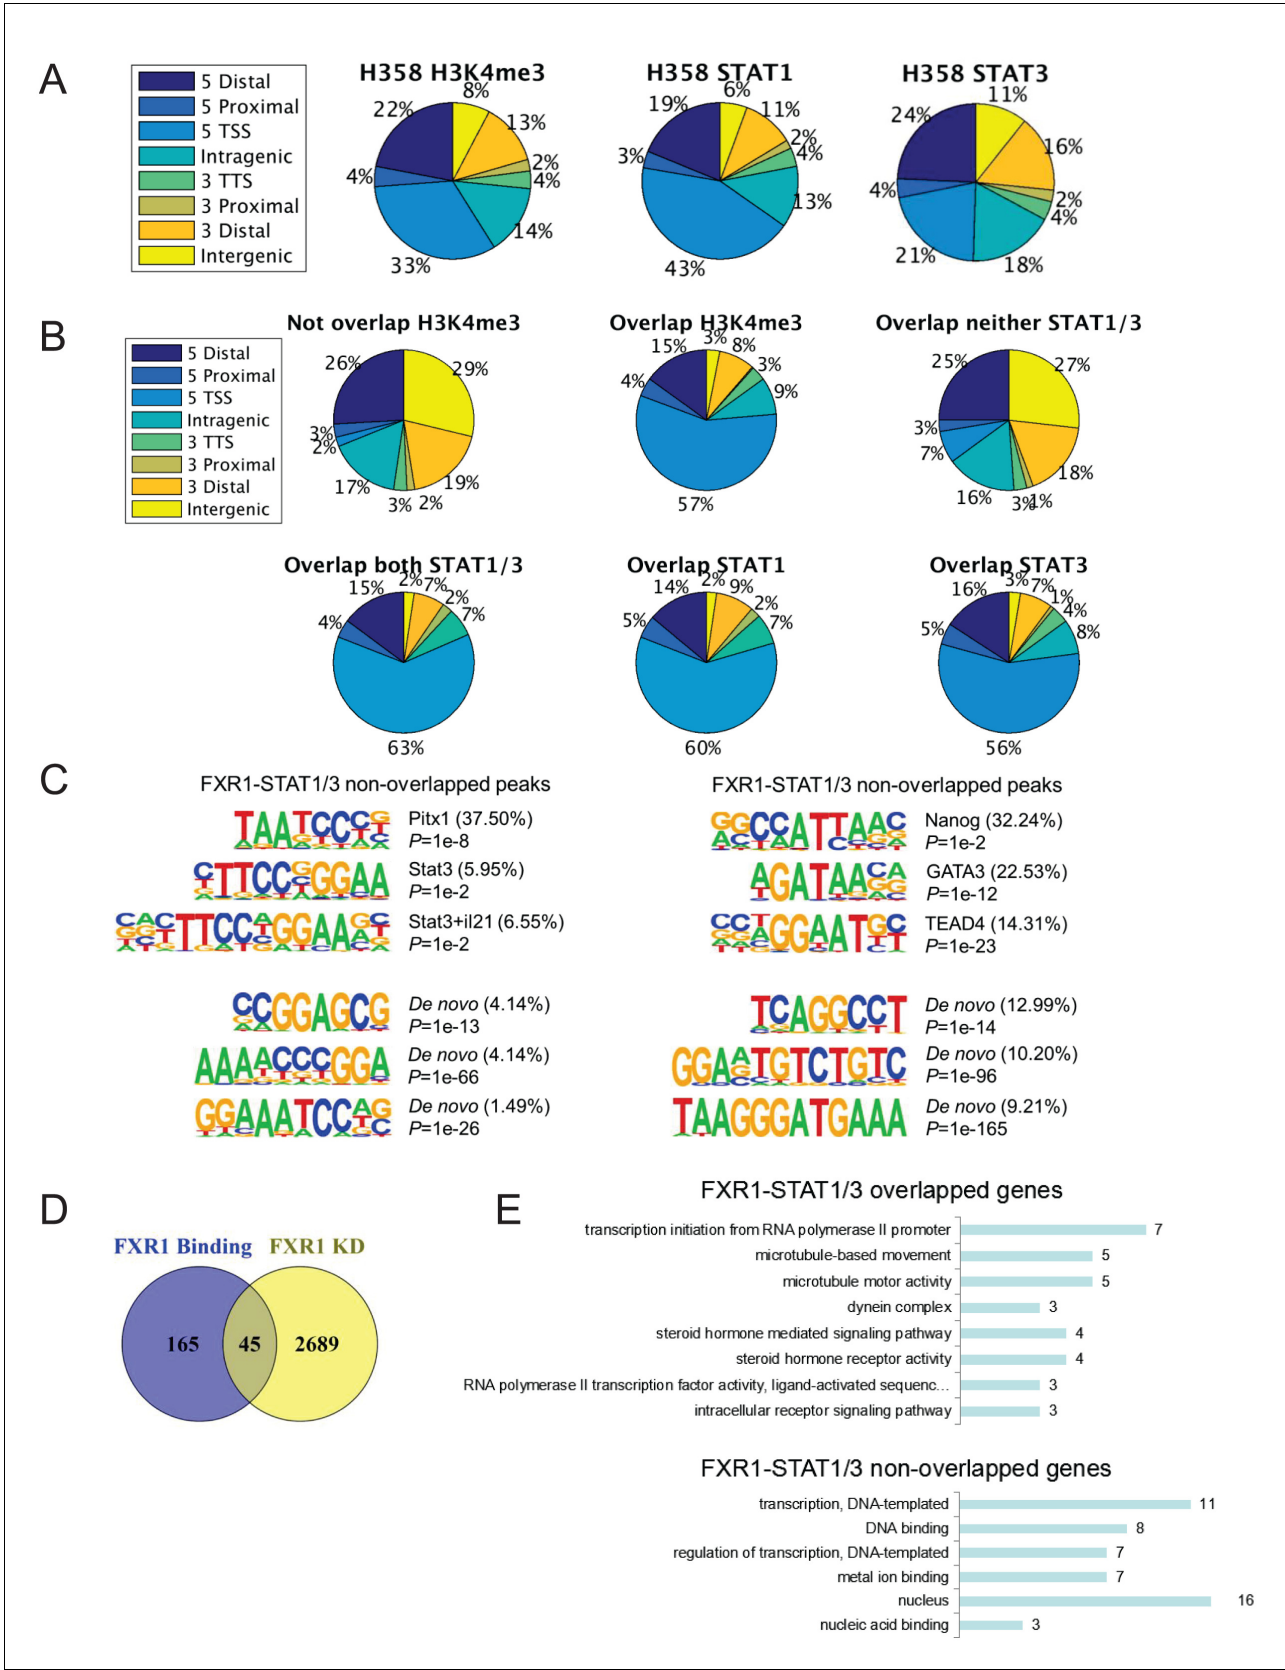 A
5 Distal
5 Proximal
5 TSS
Intragenic
3 TTS
3 Proximal
3 Distal
Intergenic
H358 H3K4me3
8%
13%
2%
4%
14%
33%
4%
22%
H358 STAT1
6%
11%
2%
4%
13%
43%
3%
19%
H358 STAT3
11%
16%
2%
4%
18%
21%
4%
24%
B
5 Distal
5 Proximal
5 TSS
Intragenic
3 TTS
3 Proximal
3 Distal
Intergenic
Not overlap H3K4me3
29%
19%
2%
3%
17%
2%
3%
26%
Overlap H3K4me3
3%
8%
3%
9%
57%
4%
15%
Overlap neither STAT1/3
27%
18%
1%
3%
16%
7%
3%
25%
Overlap both STAT1/3
2%
7%
2%
7%
63%
4%
15%
Overlap STAT1
2%
9%
2%
7%
60%
5%
14%
Overlap STAT3
3%
7%
1%
4%
8%
56%
5%
16%
C
FXR1-STAT1/3 non-overlapped peaks
TAATCCCG
Pitx1 (37.50%)
P=1e-8
CTTCCGGGAA
Stat3 (5.95%)
P=1e-2
CACTTCCAGGAAGC
Stat3+il21 (6.55%)
P=1e-2
CCGGAGCG
De novo (4.14%)
P=1e-13
AAAACCCGGA
De novo (4.14%)
P=1e-66
GGAAATCCAG
De novo (1.49%)
P=1e-26
FXR1-STAT1/3 non-overlapped peaks
GGCCATTAAC
Nanog (32.24%)
P=1e-2
AGATAACA
GATA3 (22.53%)
P=1e-12
CCTGGAATGC
TEAD4 (14.31%)
P=1e-23
TCAGGCCT
De novo (12.99%)
P=1e-14
GGAATGTCTGTC
De novo (10.20%)
P=1e-96
TAAGGGATGAAA
De novo (9.21%)
P=1e-165
D
FXR1 Binding FXR1 KD
165 45 2689
E
FXR1-STAT1/3 overlapped genes
transcription initiation from RNA polymerase II promoter 7
microtubule-based movement 5
microtubule motor activity 5
dynein complex 3
steroid hormone mediated signaling pathway 4
steroid hormone receptor activity 4
RNA polymerase II transcription factor activity, ligand-activated sequenc... 3
intracellular receptor signaling pathway 3
FXR1-STAT1/3 non-overlapped genes
transcription, DNA-templated 11
DNA binding 8
regulation of transcription, DNA-templated 7
metal ion binding 7
nucleus 16
nucleic acid binding 3